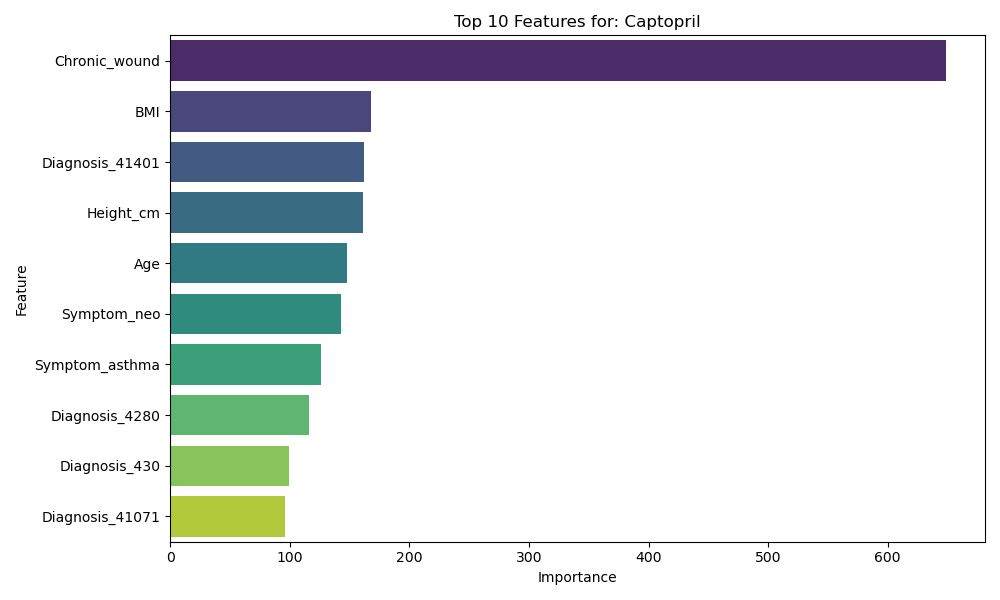 Top 10 Features for: Captopril
Feature
Chronic_wound
BMI
Diagnosis_41401
Height_cm
Age
Symptom_neo
Symptom_asthma
Diagnosis_4280
Diagnosis_430
Diagnosis_41071
0 100 200 300 400 500 600
Importance